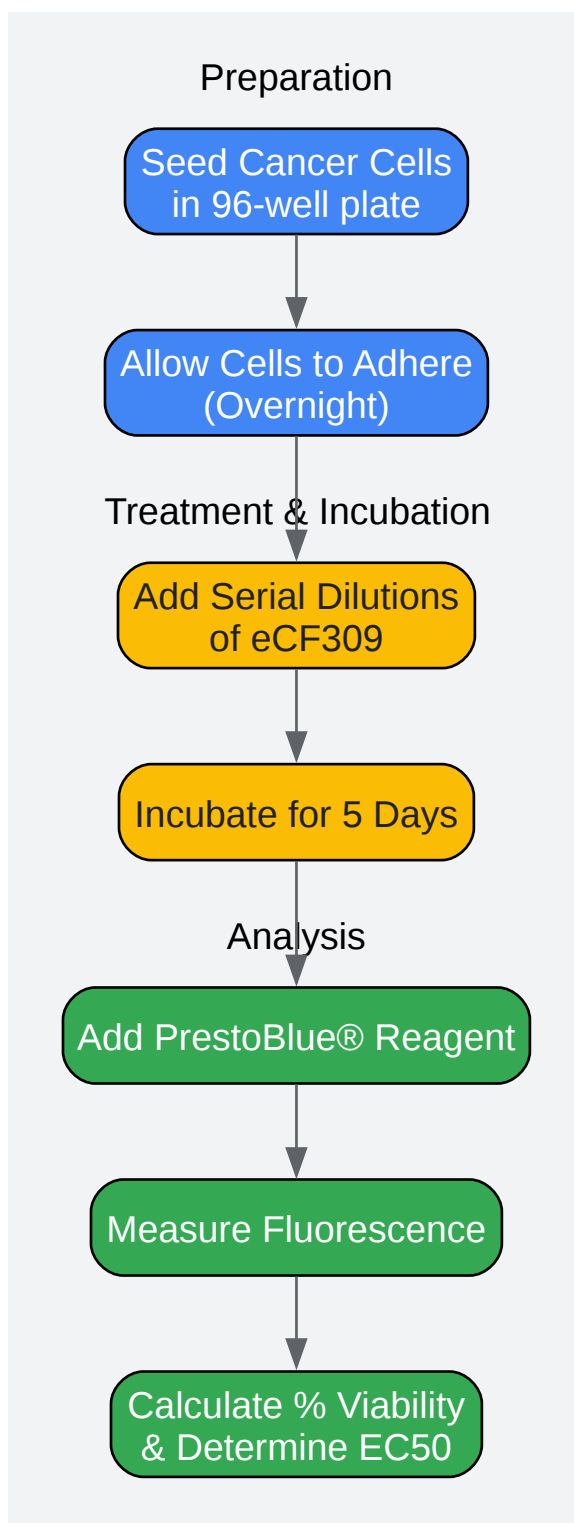 Preparation
Seed Cancer Cells
in 96-well plate
Allow Cells to Adhere
(Overnight)
Treatment & Incubation
Add Serial Dilutions
of eCF309
Incubate for 5 Days
Analysis
Add PrestoBlue® Reagent
Measure Fluorescence
Calculate % Viability
& Determine EC50